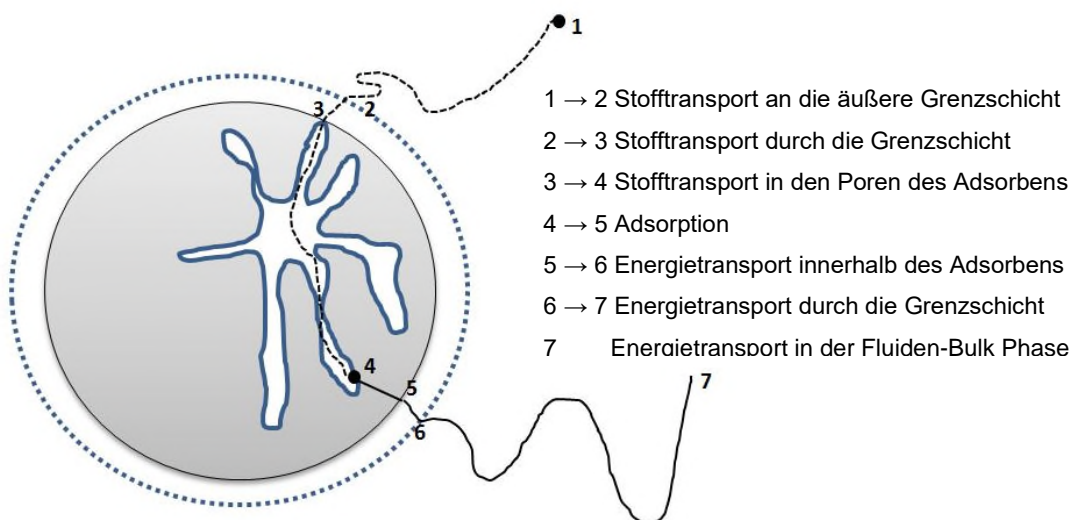 1
3
2
1 → 2 Stofftransport an die äußere Grenzschicht
2 → 3 Stofftransport durch die Grenzschicht
3 → 4 Stofftransport in den Poren des Adsorbens
4 → 5 Adsorption
5 → 6 Energietransport innerhalb des Adsorbens
6 → 7 Energietransport durch die Grenzschicht
7 Energietransport in der Fluiden-Bulk Phase
4
5
7
6